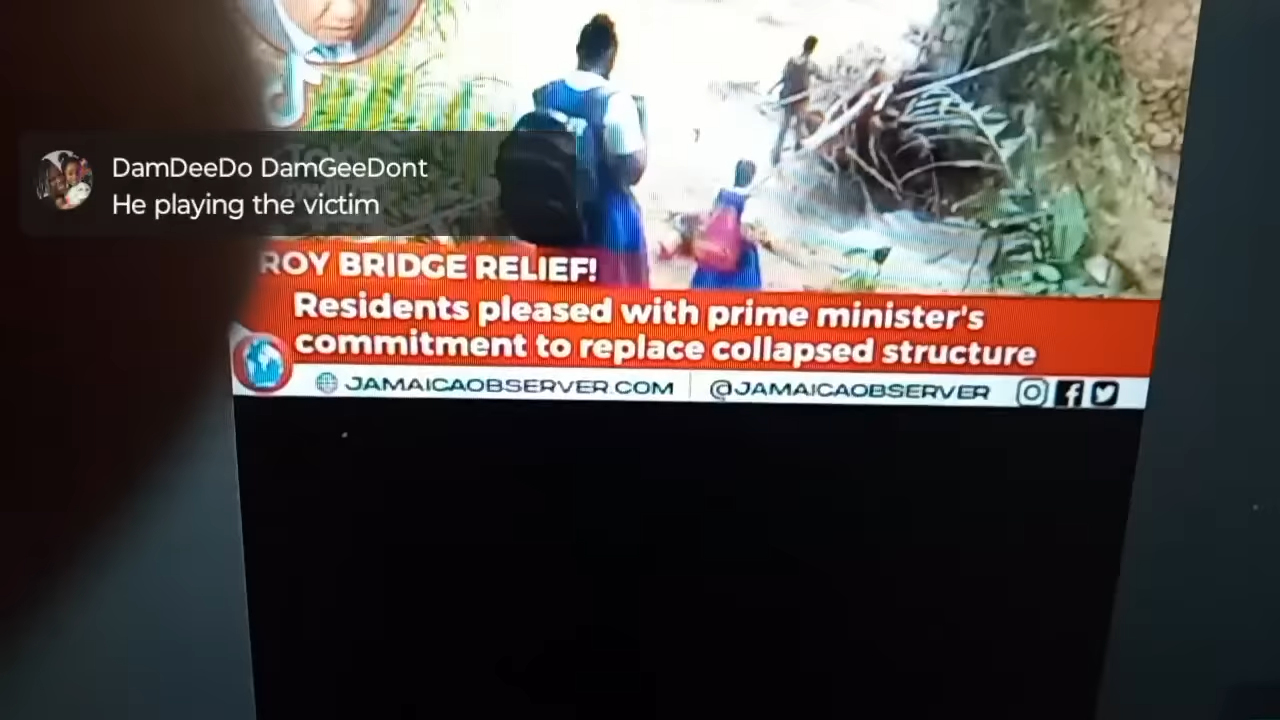 DamDeeDo DamGeeDont
He playing the victim
ROY BRIDGE RELIEF!
Residents pleased with prime minister's
commitment to replace collapsed structure
JAMAICAOBSERVER.COM
@JAMAICAOBSERVER